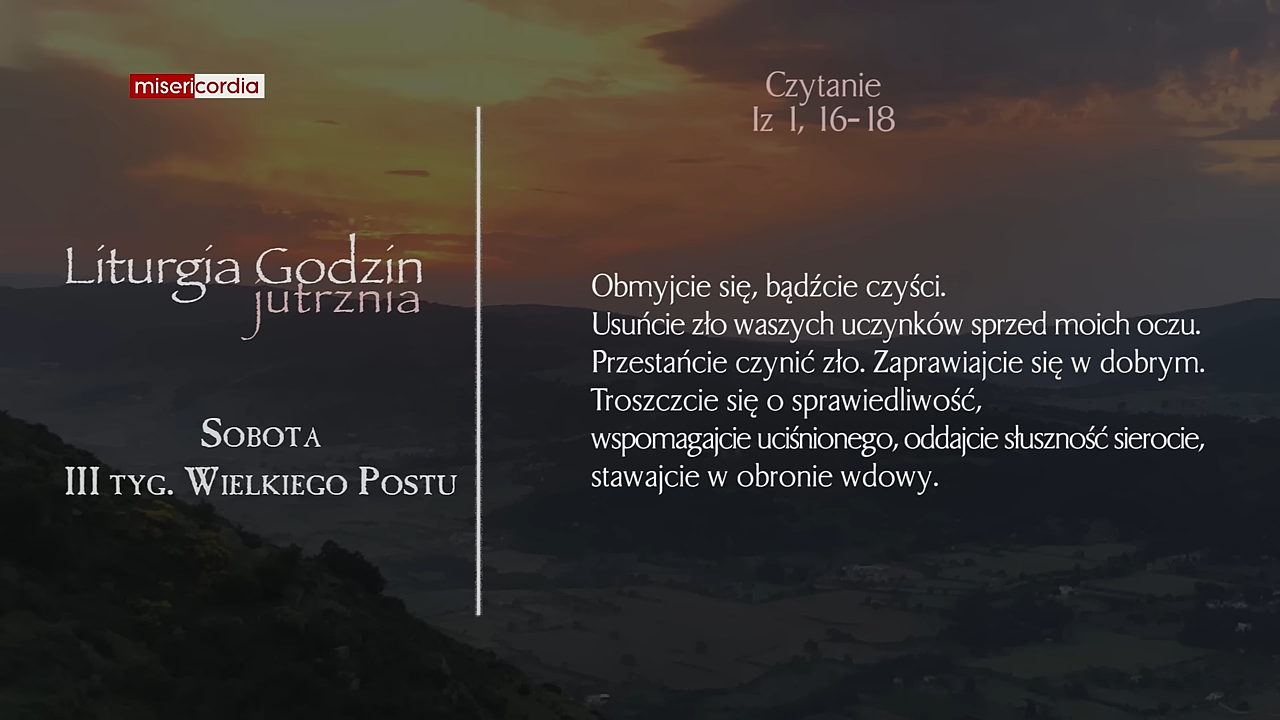 misericordia
Liturgia Godzin
jutrznia
Sobota
III tyg. Wielkiego Postu
Czytanie
Iz 1, 16-18
Obmyjcie się, bądźcie czyści.
Usuńcie zło waszych uczynków sprzed moich oczu.
Przestańcie czynić zło. Zaprawiajcie się w dobrym.
Troszczcie się o sprawiedliwość,
wspomagajcie uciśnionego, oddajcie słuszność sierocie,
stawajcie w obronie wdowy.